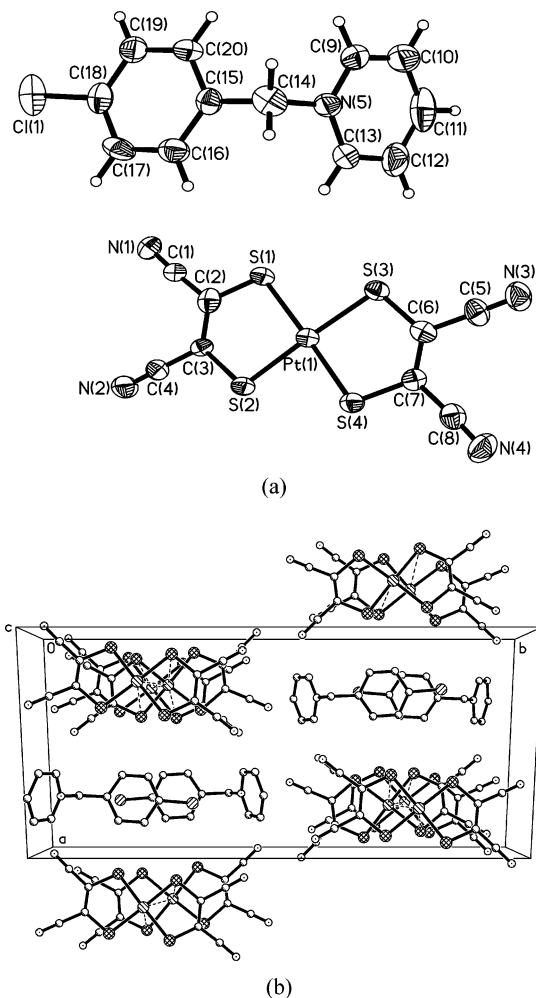 C(19) C(9) C(10)
C(20) C(14)
C(18) C(15)
N(5)
Cl(1) C(11)
C(13) C(12)
C(17) C(16)
N(1) C(1) S(1) S(3) N(3)
C(5)
C(2) C(6)
C(3) Pt(1)
N(2) C(4) S(2) C(7)
S(4)
C(8)
N(4)
(a)
c
0 b
a
(b)